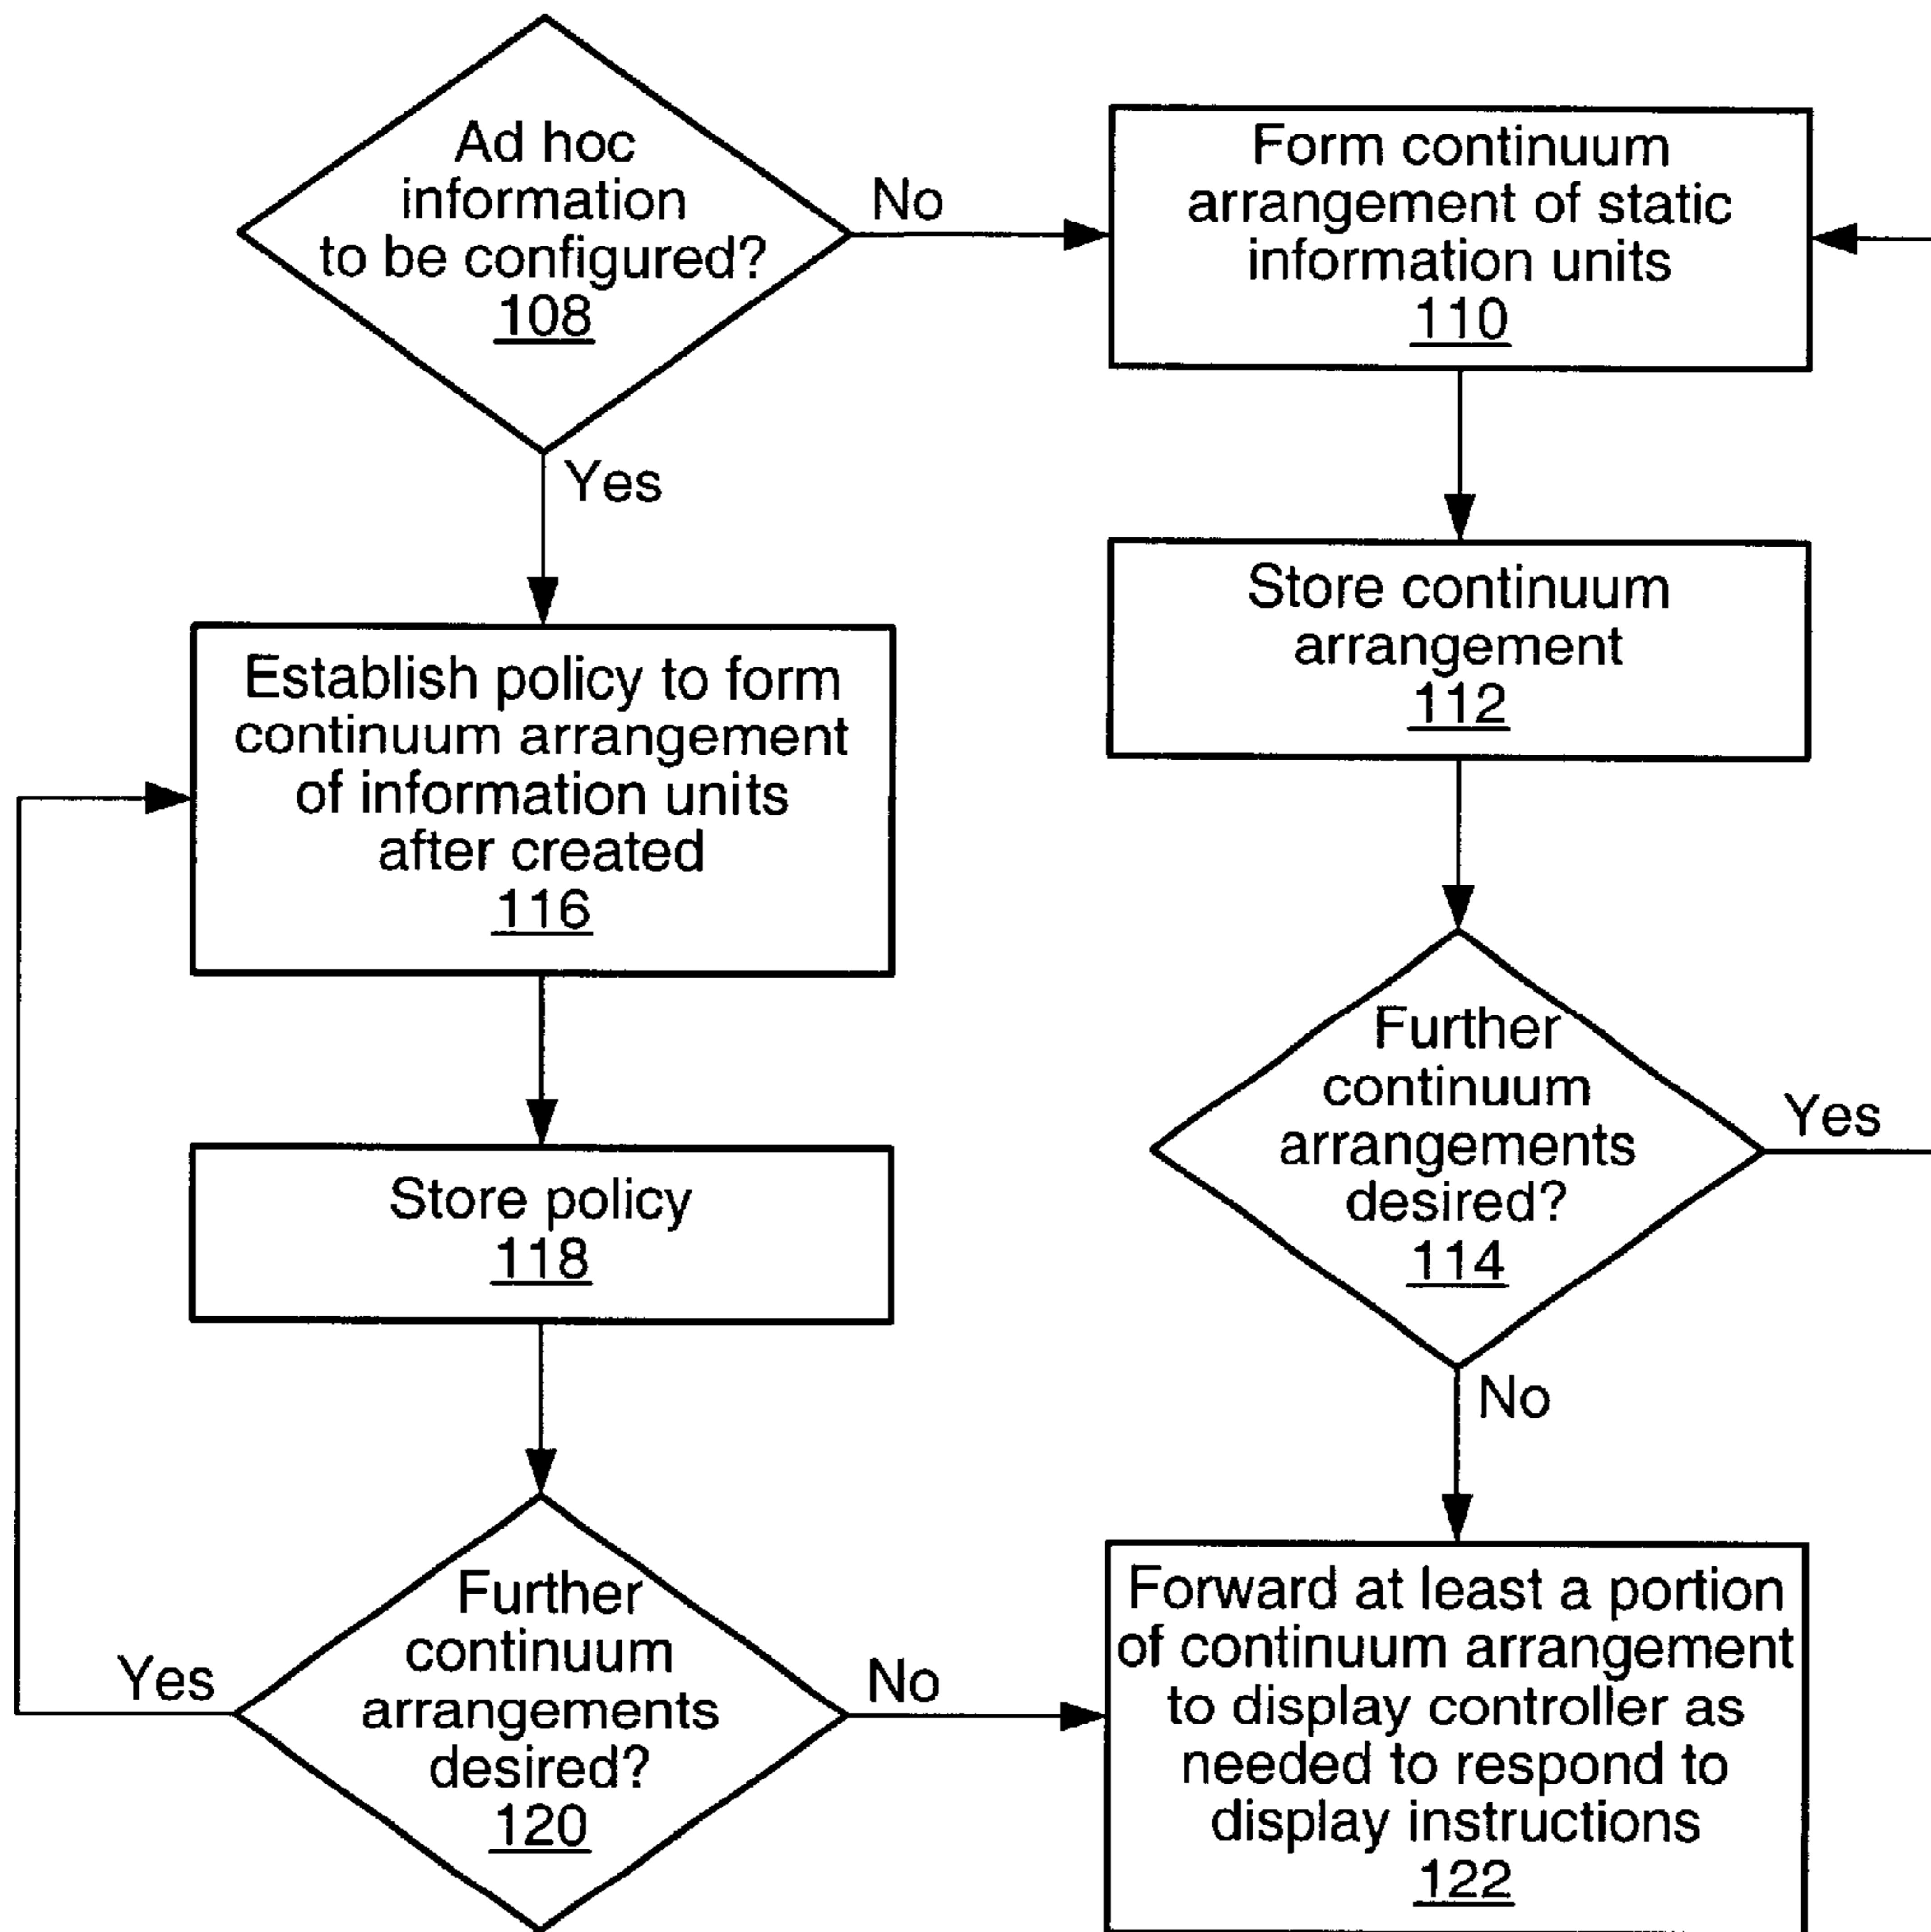 Ad hoc
information
to be configured?
108
No
Yes
Form continuum
arrangement of static
information units
110
Store continuum
arrangement
112
Establish policy to form
continuum arrangement
of information units
after created
116
Further
continuum
arrangements
desired?
114
Yes
No
Store policy
118
Further
continuum
arrangements
desired?
120
Yes
No
Forward at least a portion
of continuum arrangement
to display controller as
needed to respond to
display instructions
122